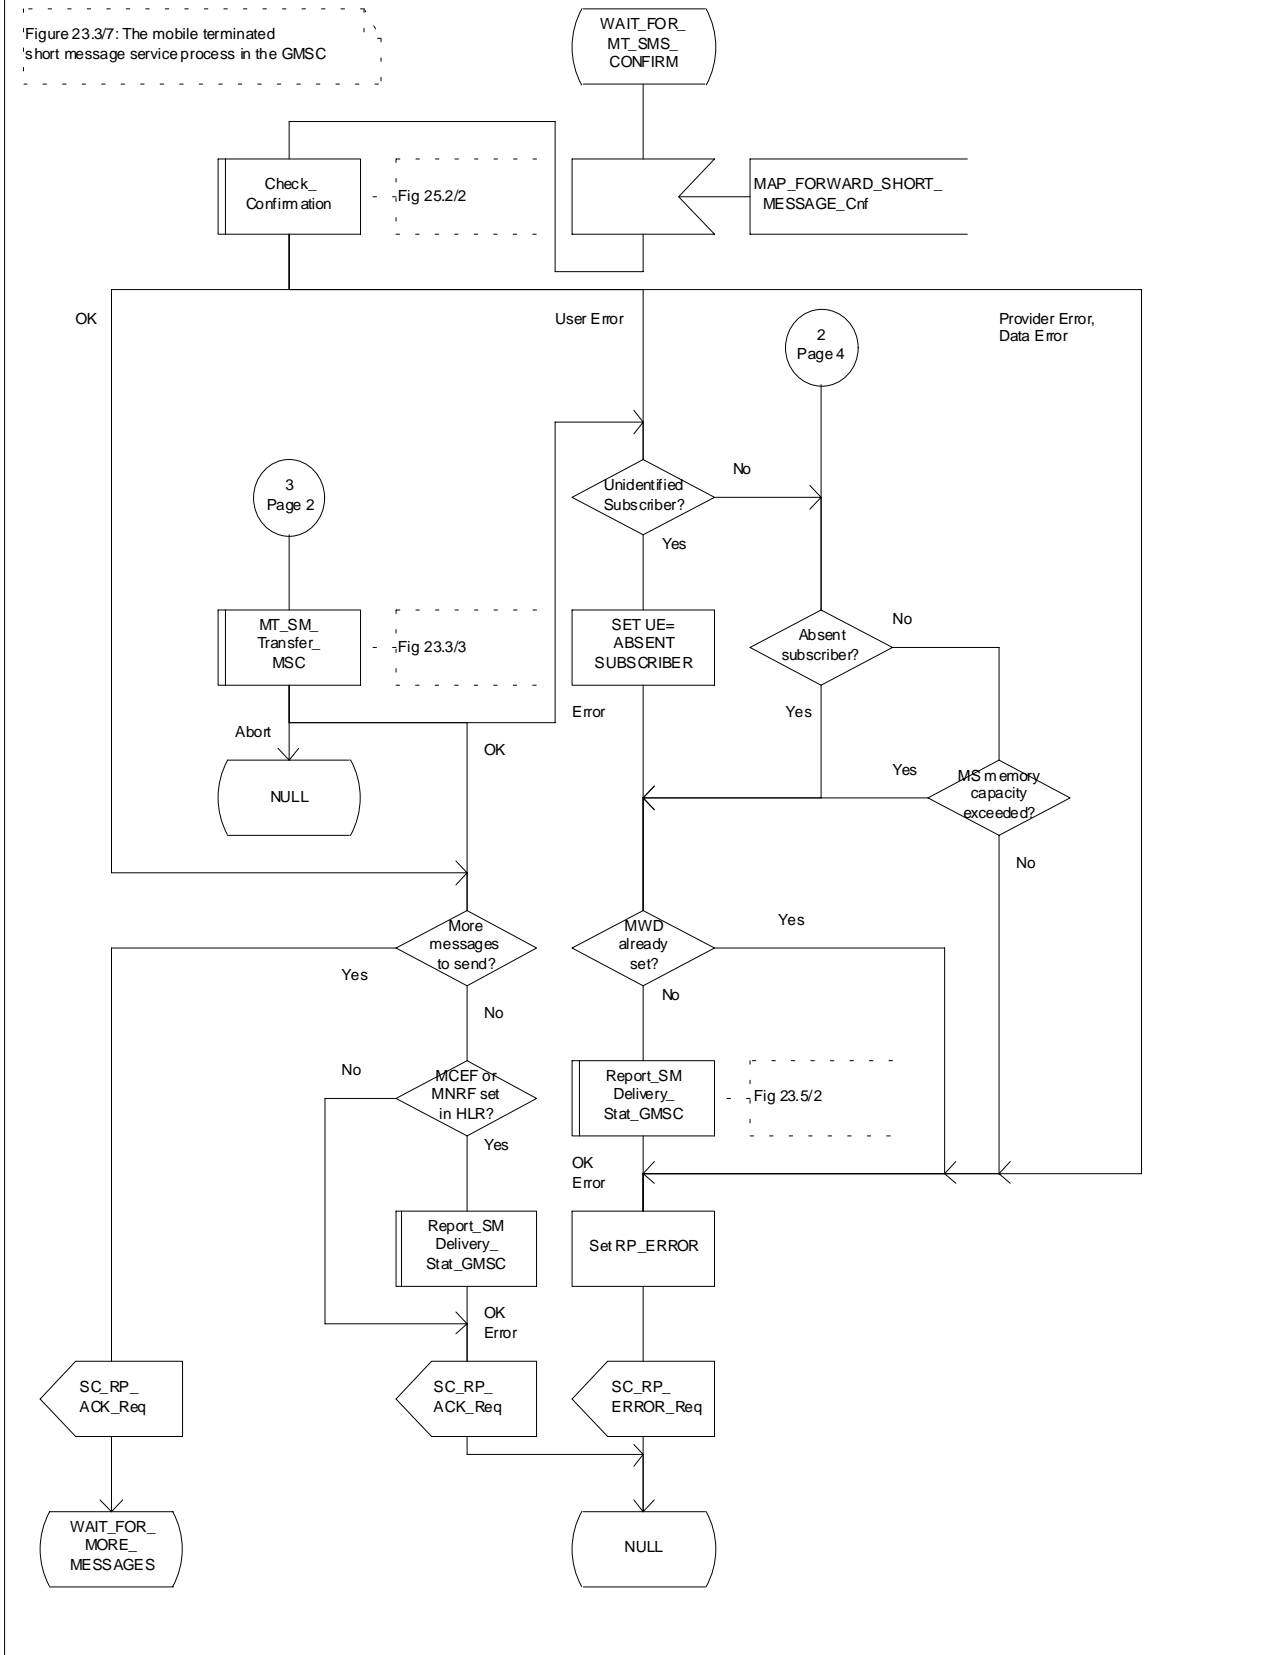 Figure 23.3/7: The mobile terminated
short message service process in the GMSC
WAIT_FOR_
MT_SMS_
CONFIRM
Check_
Confirmation
Fig 25.2/2
MAP_FORWARD_SHORT_
MESSAGE_Cnf
OK
User Error
2
Page 4
Provider Error,
Data Error
3
Page 2
Unidentified
Subscriber?
No
Yes
MT_SM_
Transfer_
MSC
Fig 23.3/3
SET UE=
ABSENT
SUBSCRIBER
Absent
subscriber?
No
Error
Yes
Abort
OK
NULL
Yes
MS memory
capacity
exceeded?
No
More
messages
to send?
Yes
No
MWD
already
set?
Yes
No
No
MCEF or
MNRF set
in HLR?
Yes
Report_SM
Delivery_
Stat_GMSC
Fig 23.5/2
OK
Error
Report_SM
Delivery_
Stat_GMSC
Set RP_ERROR
OK
Error
SC_RP_
ACK_Req
SC_RP_
ACK_Req
SC_RP_
ERROR_Req
WAIT_FOR_
MORE_
MESSAGES
NULL